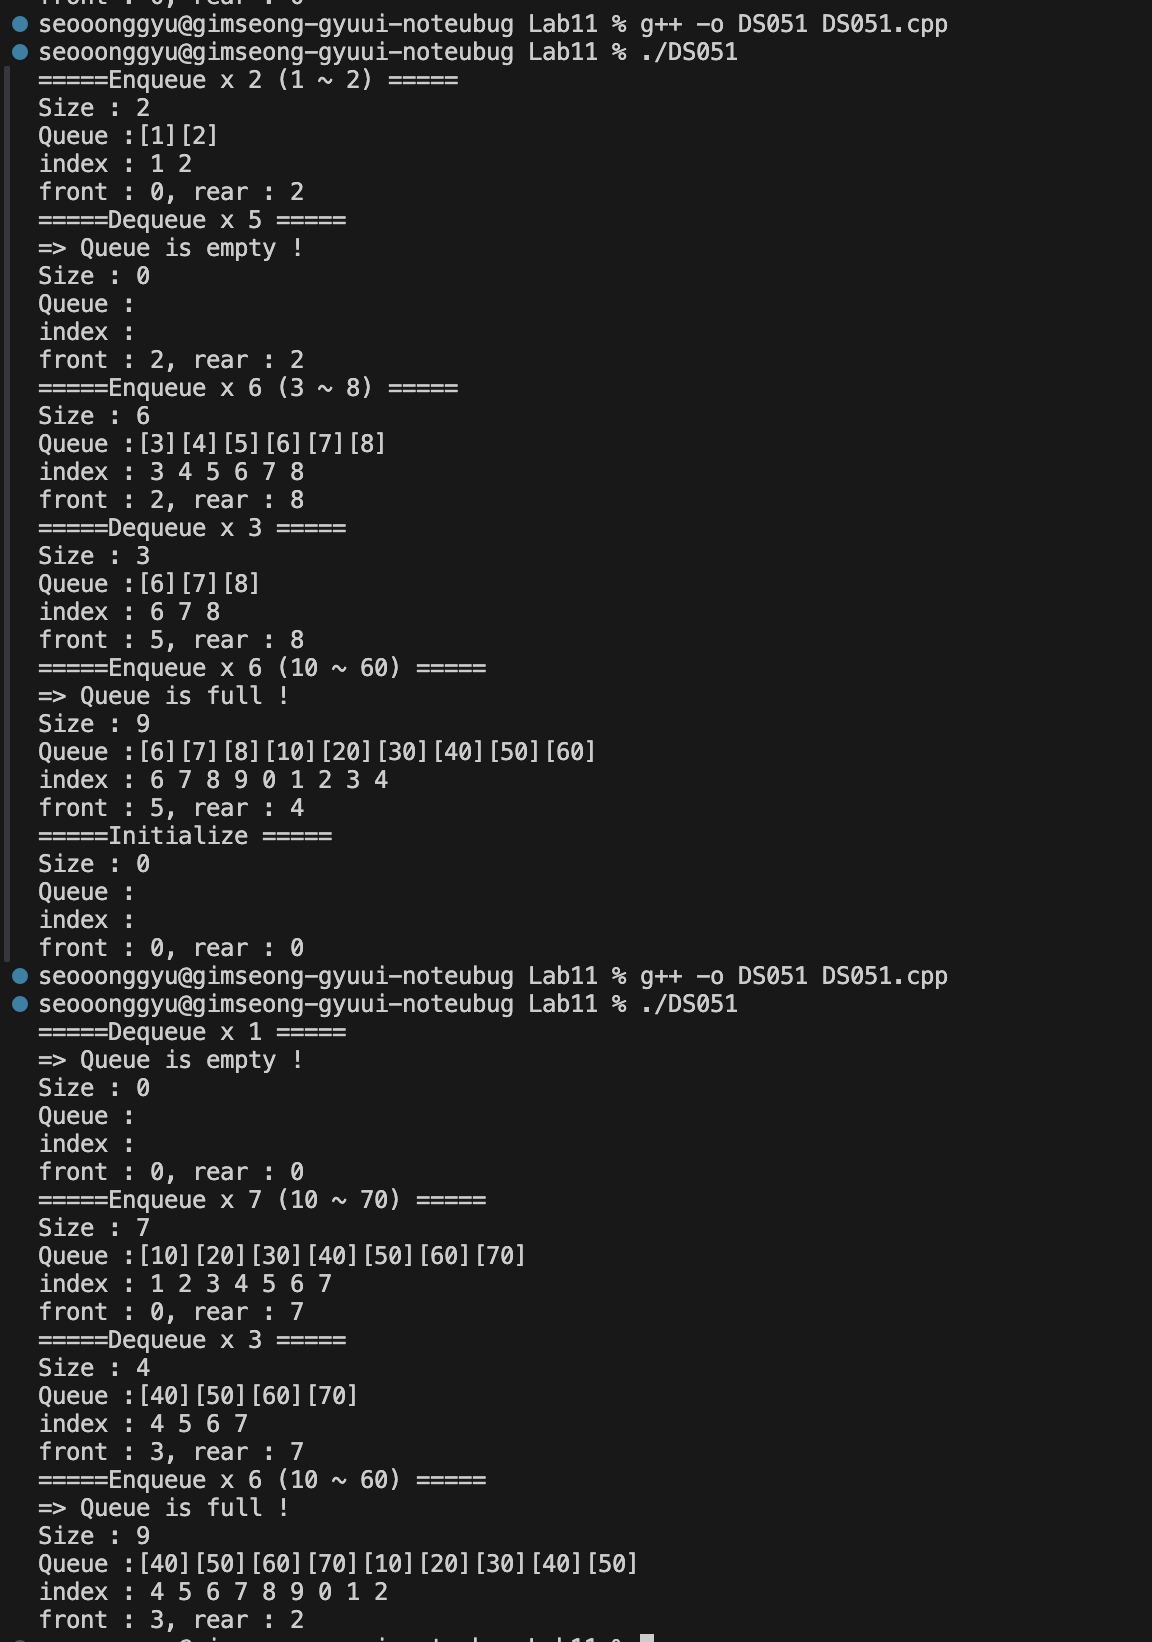 seooonggyu@gimseong-gyuui-noteubug Lab11 % g++ -o DS051 DS051.cpp
seooonggyu@gimseong-gyuui-noteubug Lab11 % ./DS051
=====Enqueue x 2 (1 ~ 2) =====
Size : 2
Queue :[1][2]
index : 1 2
front : 0, rear : 2
=====Dequeue x 5 =====
=> Queue is empty !
Size : 0
Queue :
index :
front : 2, rear : 2
=====Enqueue x 6 (3 ~ 8) =====
Size : 6
Queue :[3][4][5][6][7][8]
index : 3 4 5 6 7 8
front : 2, rear : 8
=====Dequeue x 3 =====
Size : 3
Queue :[6][7][8]
index : 6 7 8
front : 5, rear : 8
=====Enqueue x 6 (10 ~ 60) =====
=> Queue is full !
Size : 9
Queue :[6][7][8][10][20][30][40][50][60]
index : 6 7 8 9 0 1 2 3 4
front : 5, rear : 4
=====Initialize =====
Size : 0
Queue :
index :
front : 0, rear : 0
seooonggyu@gimseong-gyuui-noteubug Lab11 % g++ -o DS051 DS051.cpp
seooonggyu@gimseong-gyuui-noteubug Lab11 % ./DS051
=====Dequeue x 1 =====
=> Queue is empty !
Size : 0
Queue :
index :
front : 0, rear : 0
=====Enqueue x 7 (10 ~ 70) =====
Size : 7
Queue :[10][20][30][40][50][60][70]
index : 1 2 3 4 5 6 7
front : 0, rear : 7
=====Dequeue x 3 =====
Size : 4
Queue :[40][50][60][70]
index : 4 5 6 7
front : 3, rear : 7
=====Enqueue x 6 (10 ~ 60) =====
=> Queue is full !
Size : 9
Queue :[40][50][60][70][10][20][30][40][50]
index : 4 5 6 7 8 9 0 1 2
front : 3, rear : 2